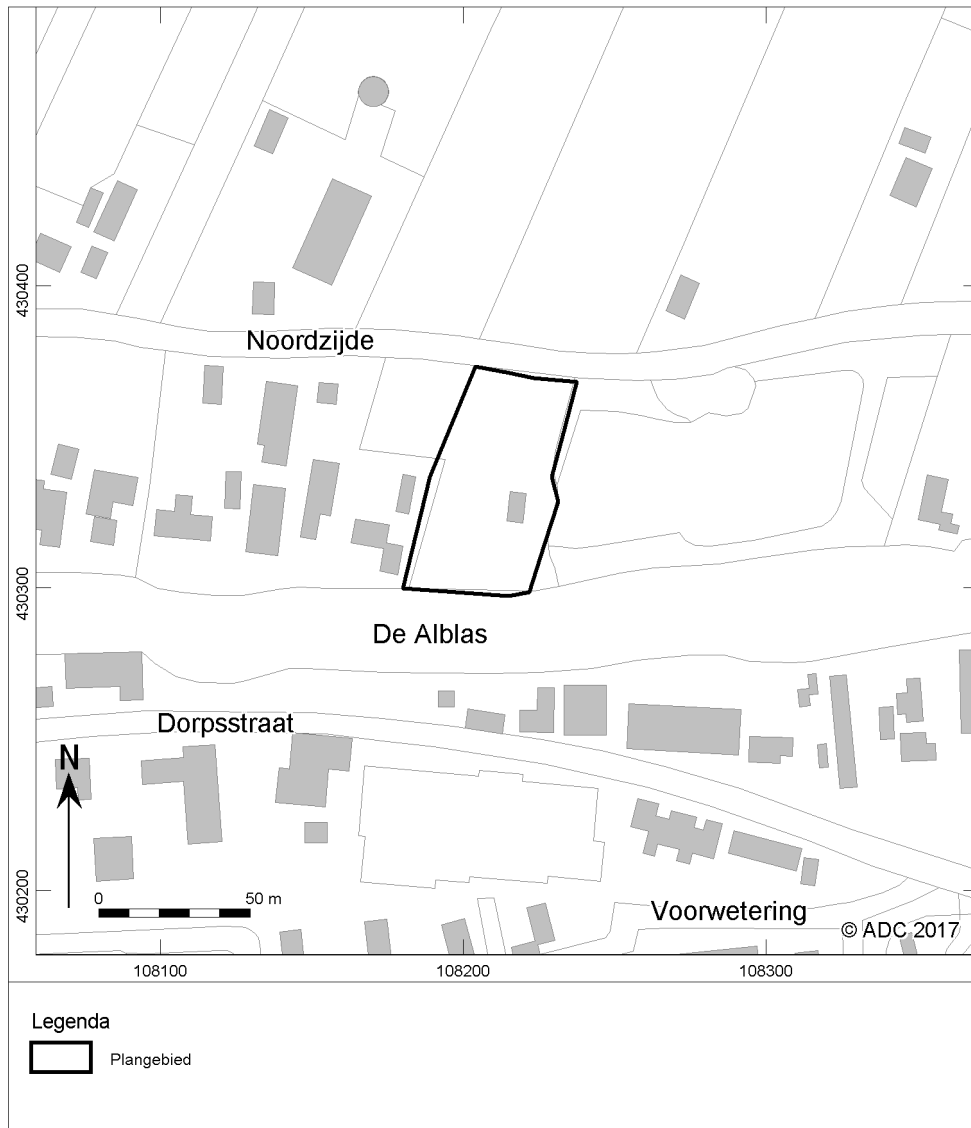 430400
Noordzijde
430300
De Alblas
Dorpsstraat
N
0 50 m
430200
Voorwetering
© ADC 2017
108100 108200 108300
Legenda
Plangebied